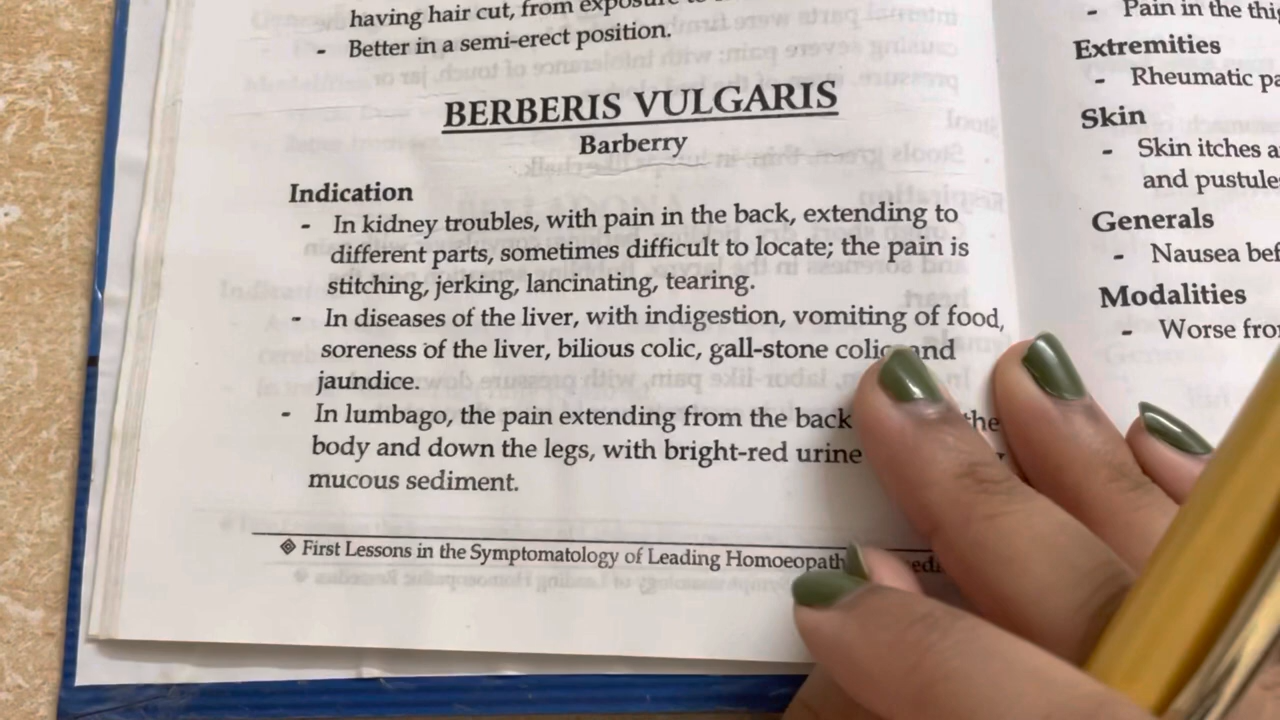 having hair cut, from exposure to
- Better in a semi-erect position.
BERBERIS VULGARIS
Barberry
Indication
- In kidney troubles, with pain in the back, extending to
different parts, sometimes difficult to locate; the pain is
stitching, jerking, lancinating, tearing.
- In diseases of the liver, with indigestion, vomiting of food,
soreness of the liver, bilious colic, gall-stone colic and
jaundice.
- In lumbago, the pain extending from the back the
body and down the legs, with bright-red urine
mucous sediment.
◈ First Lessons in the Symptomatology of Leading Homoeopath edi
- Pain in the thig
Extremities
- Rheumatic pa
Skin
- Skin itches a
and pustule
Generals
- Nausea bef
Modalities
- Worse from